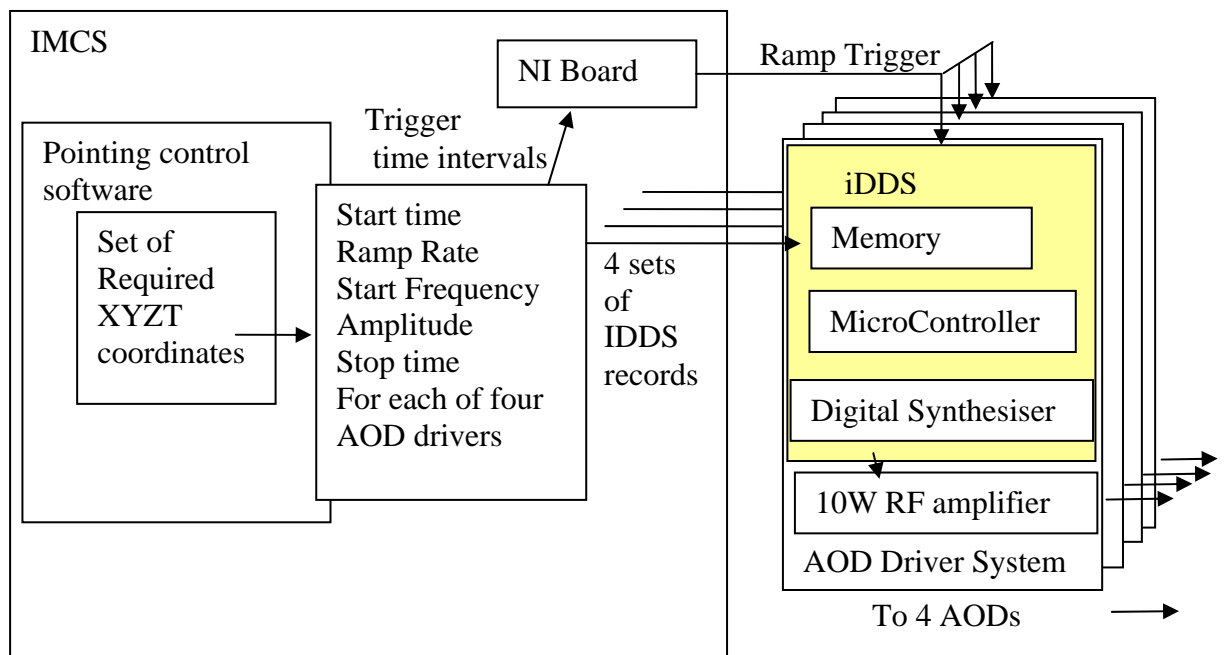 IMCS
NI Board
Ramp Trigger
Trigger
time intervals
Pointing control
software
Set of
Required
XYZT
coordinates
Start time
Ramp Rate
Start Frequency
Amplitude
Stop time
For each of four
AOD drivers
4 sets
of
IDDS
records
iDDS
Memory
MicroController
Digital Synthesiser
10W RF amplifier
AOD Driver System
To 4 AODs